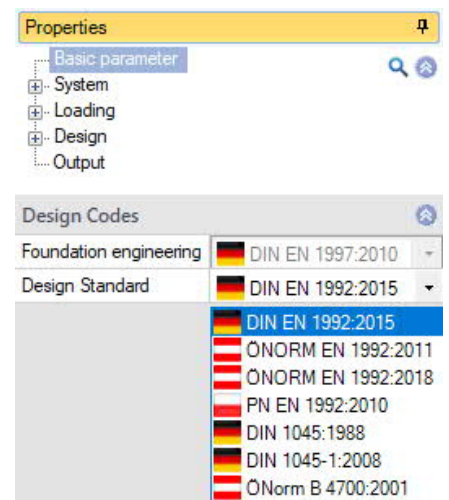 Properties
Basic parameter
System
Loading
Design
Output
Design Codes
Foundation engineering DIN EN 1997:2010
Design Standard DIN EN 1992:2015
DIN EN 1992:2015
ÖNORM EN 1992:2011
ÖNORM EN 1992:2018
PN EN 1992:2010
DIN 1045:1988
DIN 1045-1:2008
ÖNorm B 4700:2001